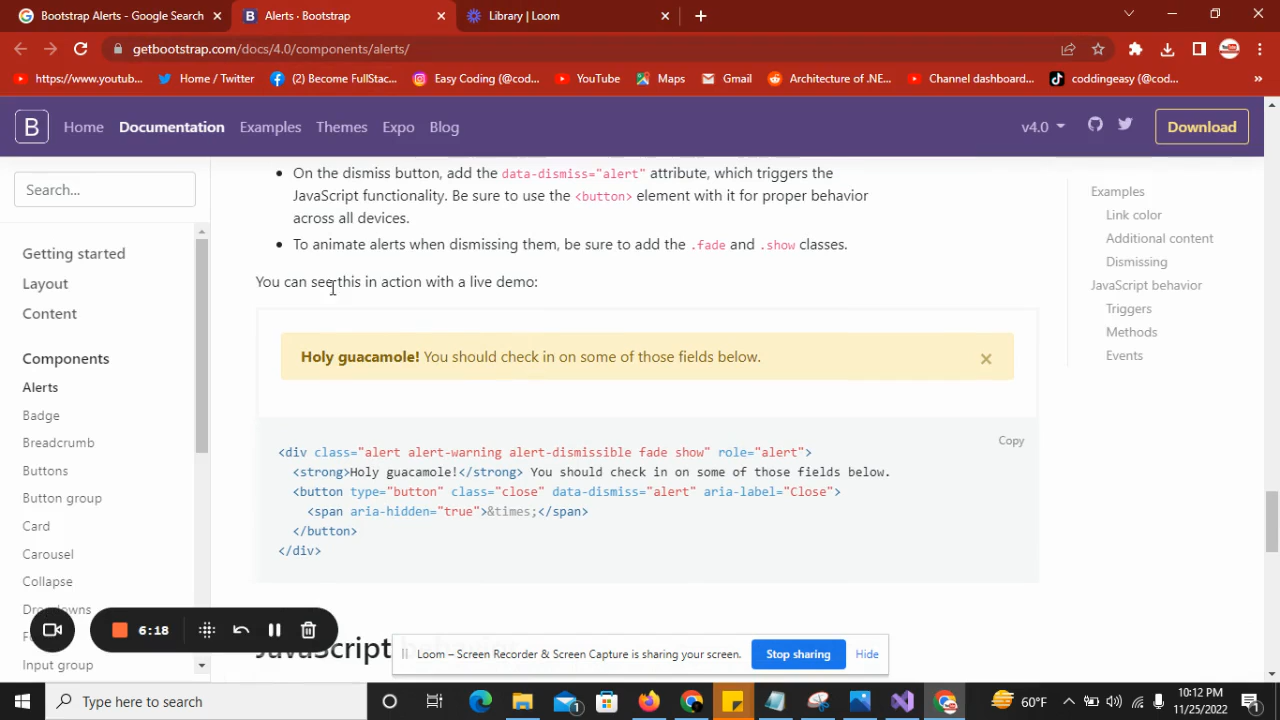 Bootstrap Alerts - Google Search
Alerts · Bootstrap
Library | Loom
getbootstrap.com/docs/4.0/components/alerts/
https://www.youtub...
Home / Twitter
(2) Become FullStac...
Easy Coding (@cod...
YouTube
Maps
Gmail
Architecture of .NE...
Channel dashboard...
coddingeasy (@cod...
»
B
Home
Documentation
Examples
Themes
Expo
Blog
v4.0
Download
Search...
Getting started
Layout
Content
Components
Alerts
Badge
Breadcrumb
Buttons
Button group
Card
Carousel
Collapse
Dropdowns
Input group
• On the dismiss button, add the data-dismiss="alert" attribute, which triggers the
JavaScript functionality. Be sure to use the <button> element with it for proper behavior
across all devices.
• To animate alerts when dismissing them, be sure to add the .fade and .show classes.
You can see this in action with a live demo:
Holy guacamole! You should check in on some of those fields below. ×
Copy
<div class="alert alert-warning alert-dismissible fade show" role="alert">
<strong>Holy guacamole!</strong> You should check in on some of those fields below.
<button type="button" class="close" data-dismiss="alert" aria-label="Close">
<span aria-hidden="true">&times;</span>
</button>
</div>
JavaScript
Examples
Link color
Additional content
Dismissing
JavaScript behavior
Triggers
Methods
Events
6:18
Loom – Screen Recorder & Screen Capture is sharing your screen.
Stop sharing
Hide
Type here to search
1
60°F
10:12 PM
11/25/2022
1